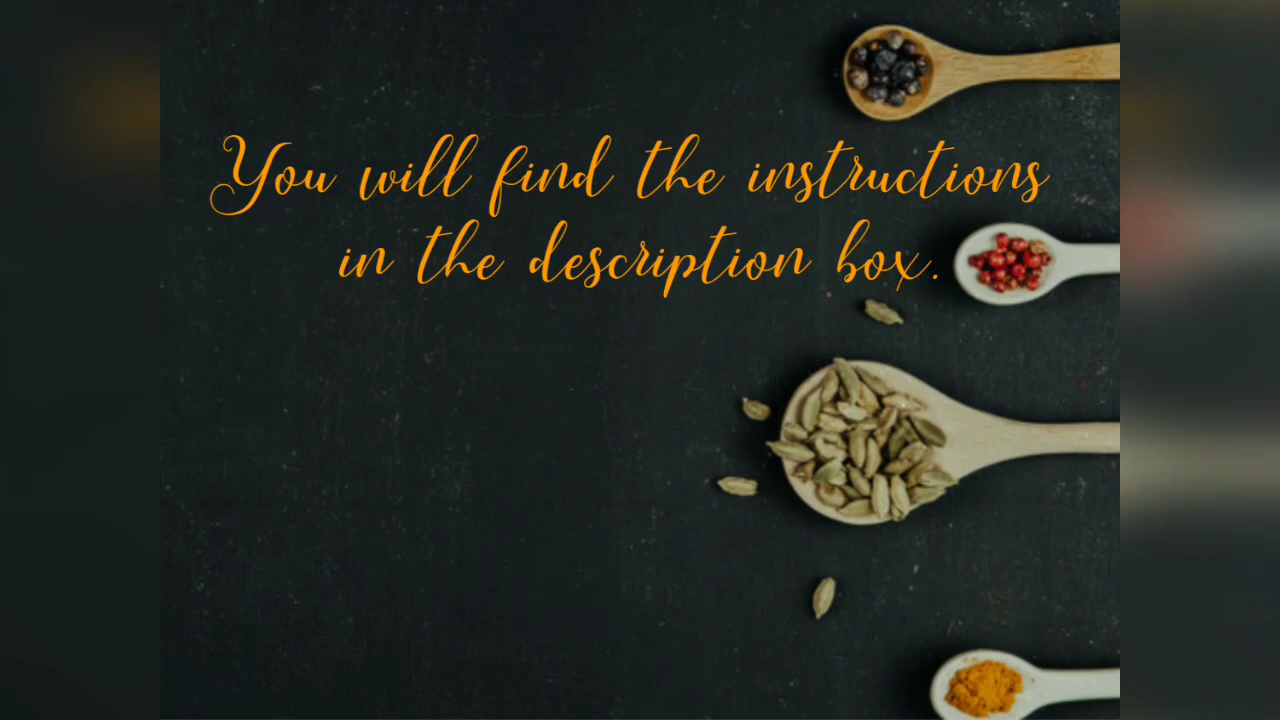 You will find the instructions
in the description box.